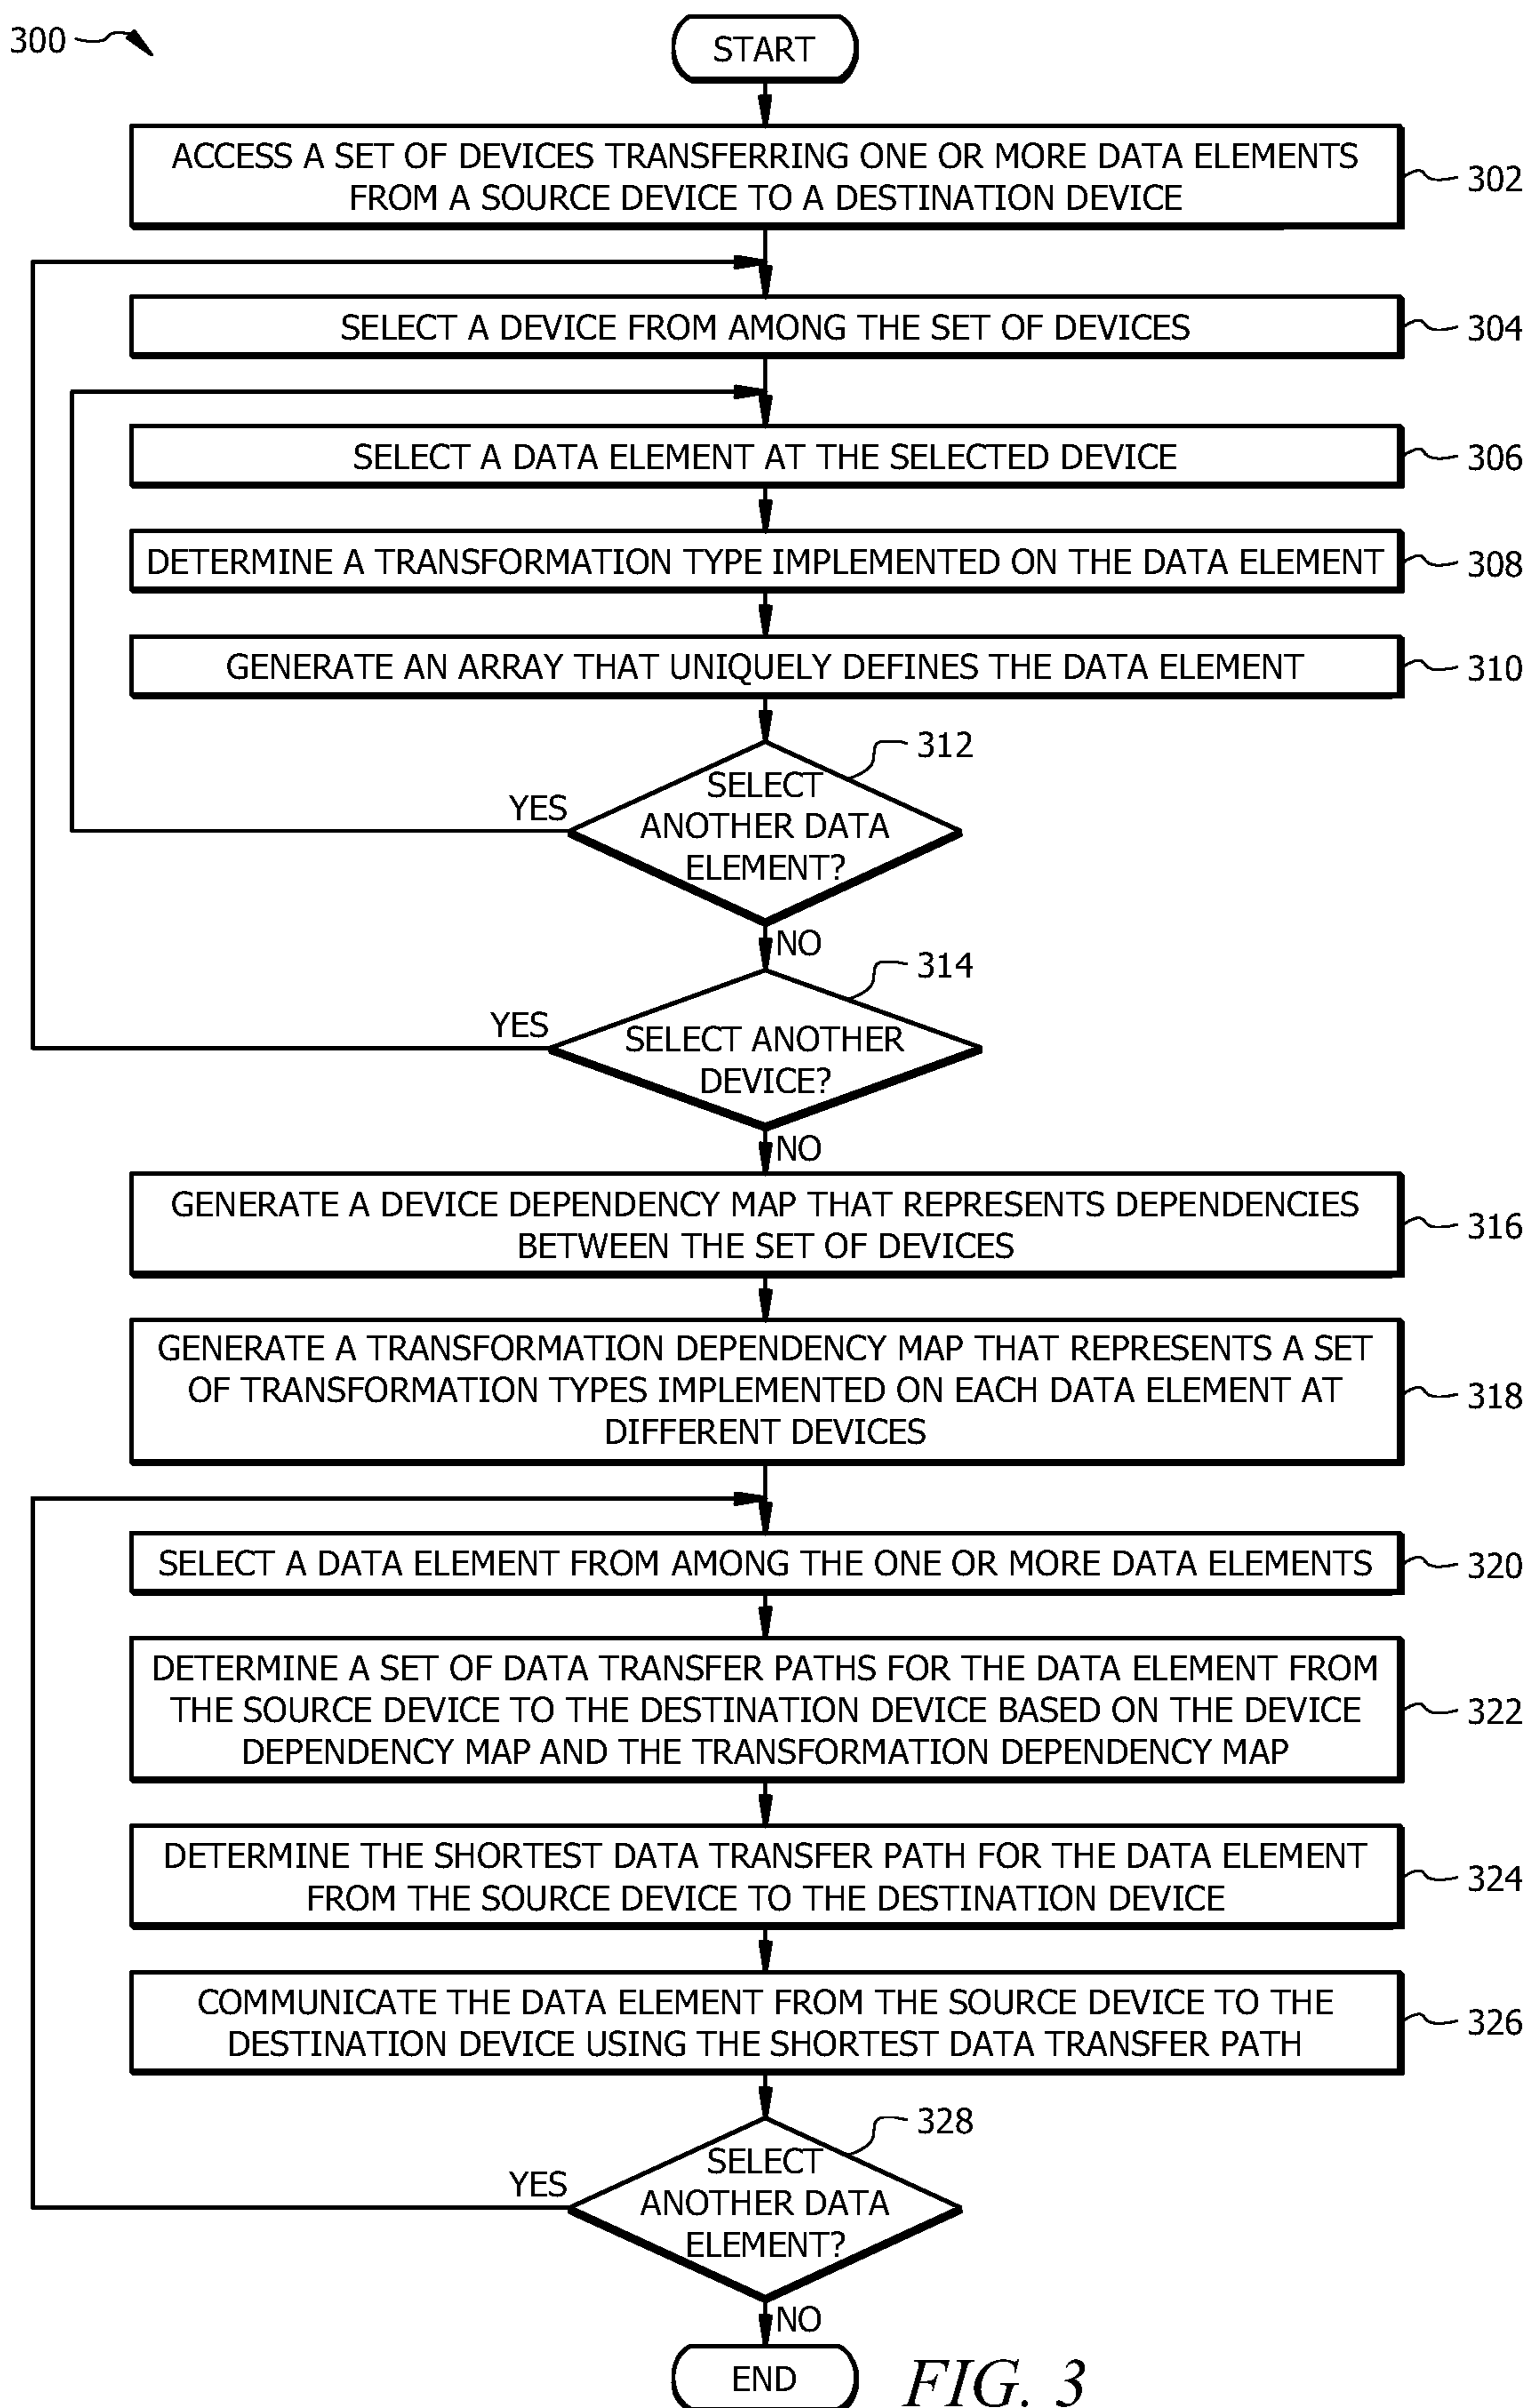 300
START
ACCESS A SET OF DEVICES TRANSFERRING ONE OR MORE DATA ELEMENTS
FROM A SOURCE DEVICE TO A DESTINATION DEVICE
302
SELECT A DEVICE FROM AMONG THE SET OF DEVICES
304
SELECT A DATA ELEMENT AT THE SELECTED DEVICE
306
DETERMINE A TRANSFORMATION TYPE IMPLEMENTED ON THE DATA ELEMENT
308
GENERATE AN ARRAY THAT UNIQUELY DEFINES THE DATA ELEMENT
310
312
SELECT
ANOTHER DATA
ELEMENT?
YES
NO
314
SELECT ANOTHER
DEVICE?
YES
NO
GENERATE A DEVICE DEPENDENCY MAP THAT REPRESENTS DEPENDENCIES
BETWEEN THE SET OF DEVICES
316
GENERATE A TRANSFORMATION DEPENDENCY MAP THAT REPRESENTS A SET
OF TRANSFORMATION TYPES IMPLEMENTED ON EACH DATA ELEMENT AT
DIFFERENT DEVICES
318
SELECT A DATA ELEMENT FROM AMONG THE ONE OR MORE DATA ELEMENTS
320
DETERMINE A SET OF DATA TRANSFER PATHS FOR THE DATA ELEMENT FROM
THE SOURCE DEVICE TO THE DESTINATION DEVICE BASED ON THE DEVICE
DEPENDENCY MAP AND THE TRANSFORMATION DEPENDENCY MAP
322
DETERMINE THE SHORTEST DATA TRANSFER PATH FOR THE DATA ELEMENT
FROM THE SOURCE DEVICE TO THE DESTINATION DEVICE
324
COMMUNICATE THE DATA ELEMENT FROM THE SOURCE DEVICE TO THE
DESTINATION DEVICE USING THE SHORTEST DATA TRANSFER PATH
326
328
SELECT
ANOTHER DATA
ELEMENT?
YES
NO
END
FIG. 3